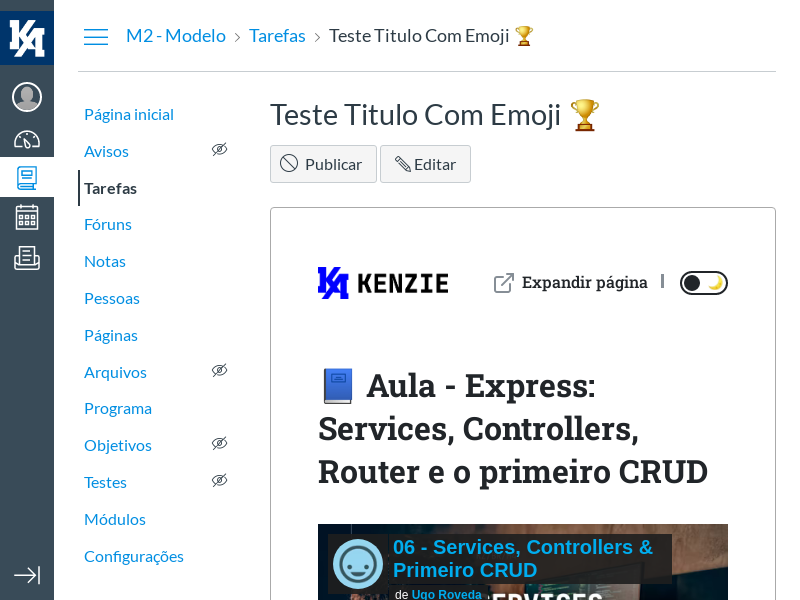 M2 - Modelo > Tarefas > Teste Titulo Com Emoji 🏆
Teste Titulo Com Emoji 🏆
Publicar
Editar
Página inicial
Avisos
Tarefas
Fóruns
Notas
Pessoas
Páginas
Arquivos
Programa
Objetivos
Testes
Módulos
Configurações
KENZIE
Expandir página |
📘 Aula - Express:
Services, Controllers,
Router e o primeiro CRUD
06 - Services, Controllers &
Primeiro CRUD
de Ugo Roveda
SERVICES